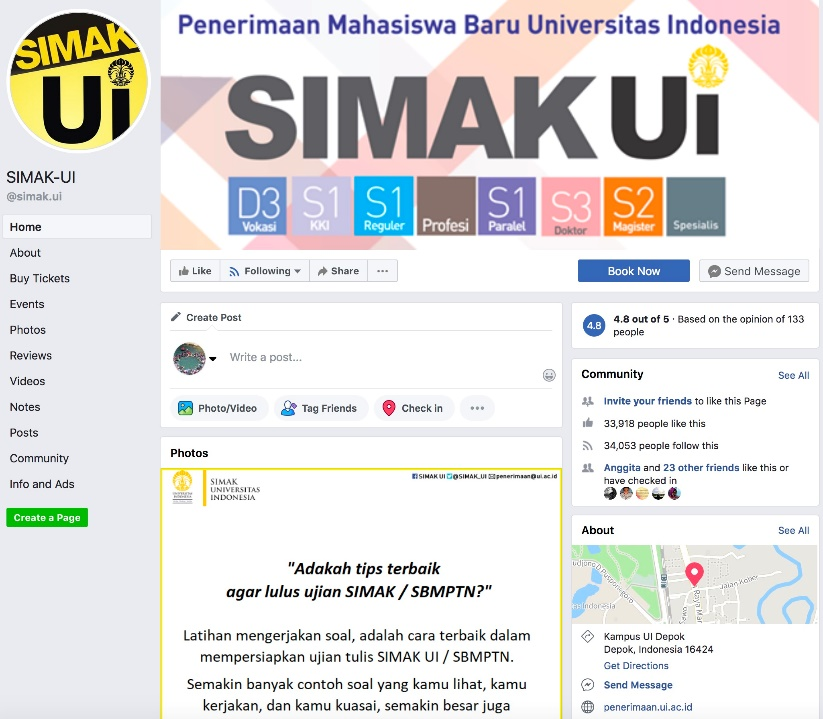 SIMAK
UI
SIMAK-UI
@simak.ui
Home
About
Buy Tickets
Events
Photos
Reviews
Videos
Notes
Posts
Community
Info and Ads
Create a Page
Penerimaan Mahasiswa Baru Universitas Indonesia
SIMAK Ui
D3 Vokasi
S1 KKI
S1 Reguler
Profesi
S1 Paralel
S3 Doktor
S2 Magister
Spesialis
Like
Following
Share
Book Now
Send Message
Create Post
Write a post...
Photo/Video
Tag Friends
Check in
Photos
SIMAK
UNIVERSITAS
INDONESIA
SIMAK UI @SIMAK_UI penerimaan@ui.ac.id
"Adakah tips terbaik
agar lulus ujian SIMAK / SBMPTN?"
Latihan mengerjakan soal, adalah cara terbaik dalam
mempersiapkan ujian tulis SIMAK UI / SBMPTN.
Semakin banyak contoh soal yang kamu lihat, kamu
kerjakan, dan kamu kuasai, semakin besar juga
4.8
4.8 out of 5 · Based on the opinion of 133
people
Community
See All
Invite your friends to like this Page
33,918 people like this
34,053 people follow this
Anggita and 23 other friends like this or
have checked in
About
See All
Jalan
Raya
Kampus UI Depok
Depok, Indonesia 16424
Get Directions
Send Message
penerimaan.ui.ac.id